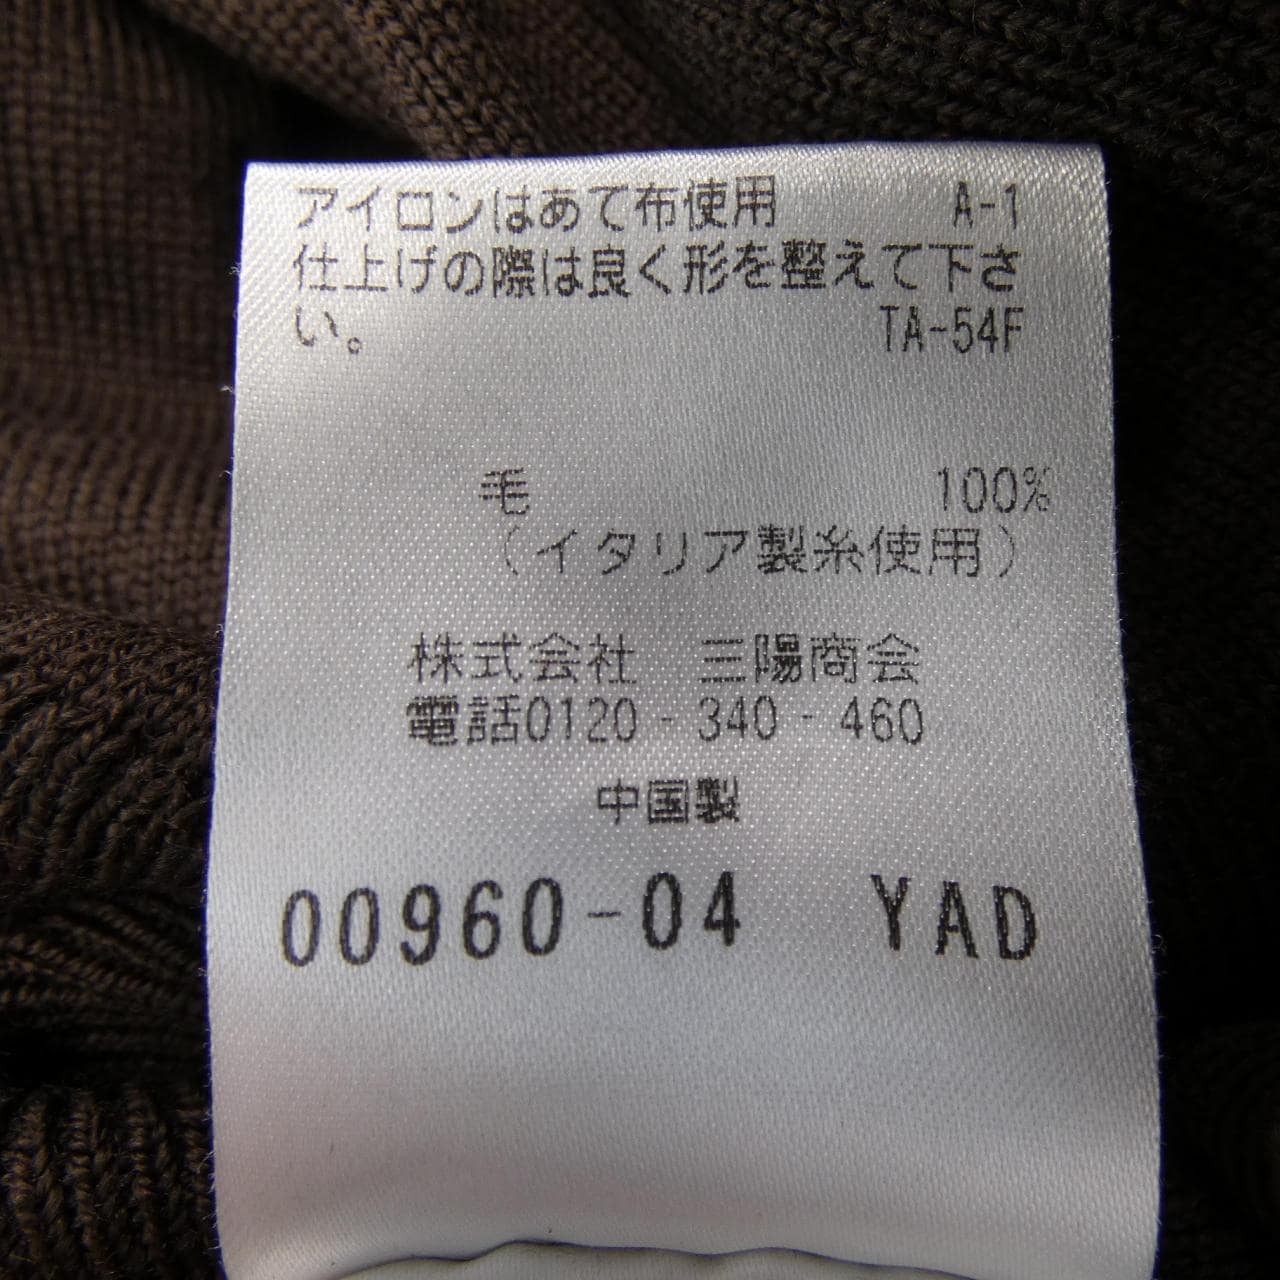 アイロンはあて布使用 A-1
仕上げの際は良く形を整えて下さ
い。 TA-54F
毛 100%
(イタリア製糸使用)
株式会社 三陽商会
電話0120-340-460
中国製
00960-04 YAD